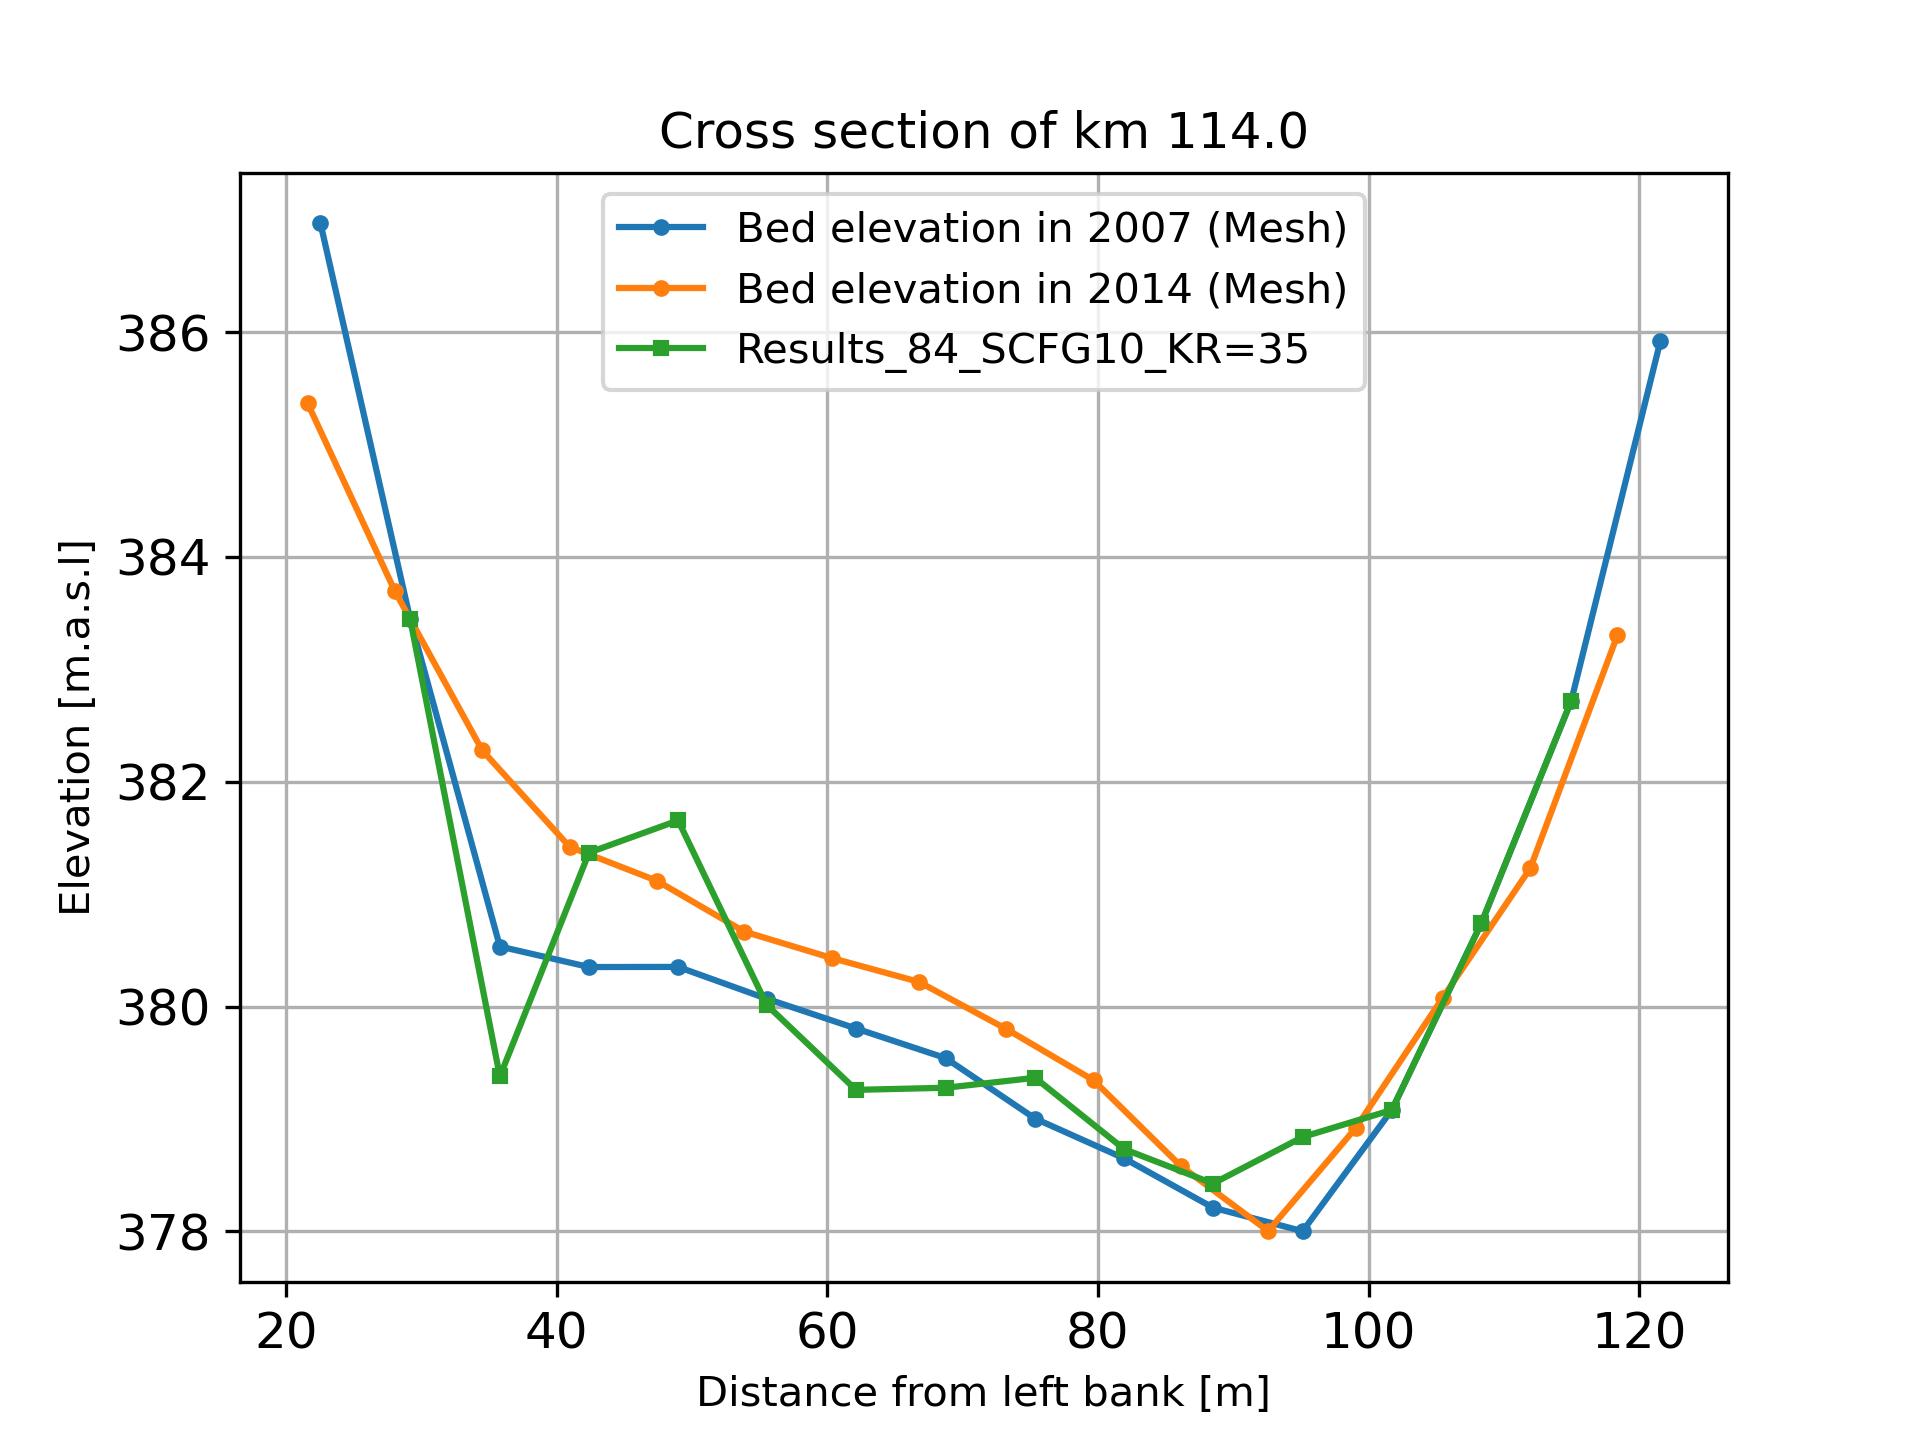 Cross section of km 114.0
Bed elevation in 2007 (Mesh)
Bed elevation in 2014 (Mesh)
Results_84_SCFG10_KR=35
Elevation [m.a.s.l]
386
384
382
380
378
20 40 60 80 100 120
Distance from left bank [m]